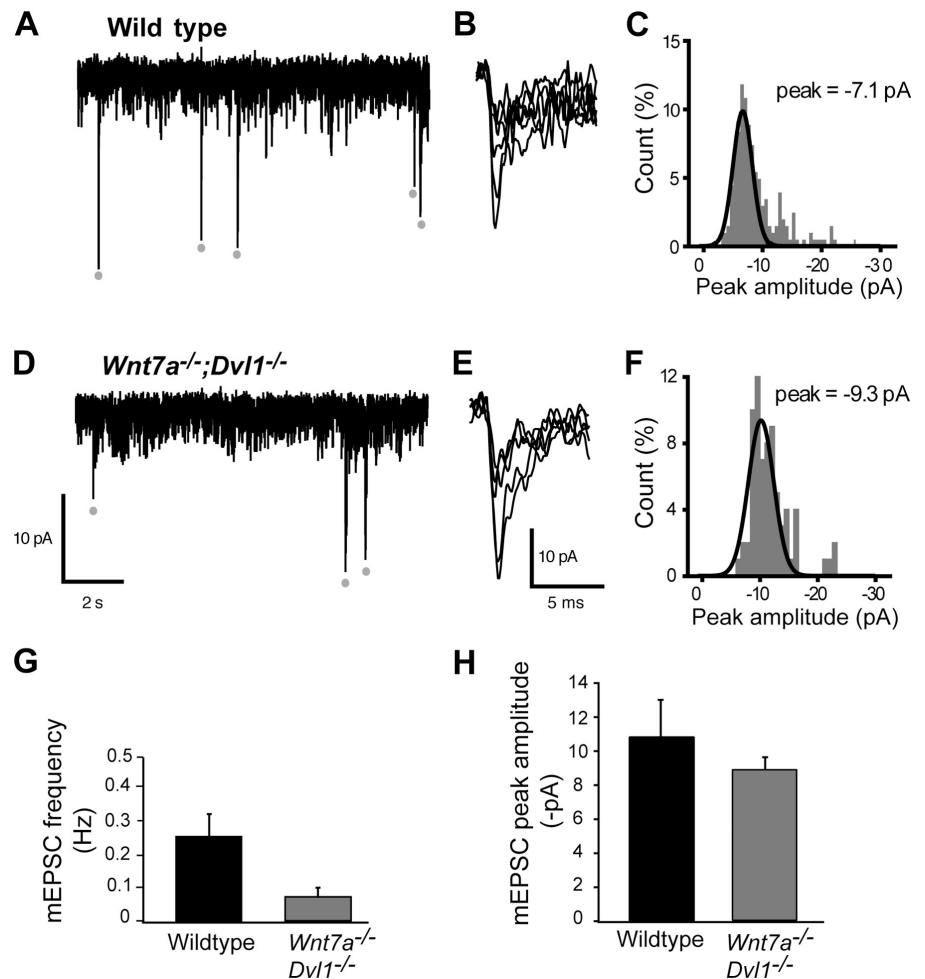 A
Wild type
B
C
15
10
5
0
Count (%)
peak = -7.1 pA
0 -10 -20 -30
Peak amplitude (pA)
D
Wnt7a-/-;Dvl1-/-
10 pA
2 s
E
10 pA
5 ms
F
12
8
4
0
Count (%)
peak = -9.3 pA
0 -10 -20 -30
Peak amplitude (pA)
G
mEPSC frequency
(Hz)
0.5
0.4
0.3
0.2
0.1
0
Wildtype
Wnt7a-/-
Dvl1-/-
H
mEPSC peak amplitude
(-pA)
14
12
10
8
6
4
2
0
Wildtype
Wnt7a-/-
Dvl1-/-